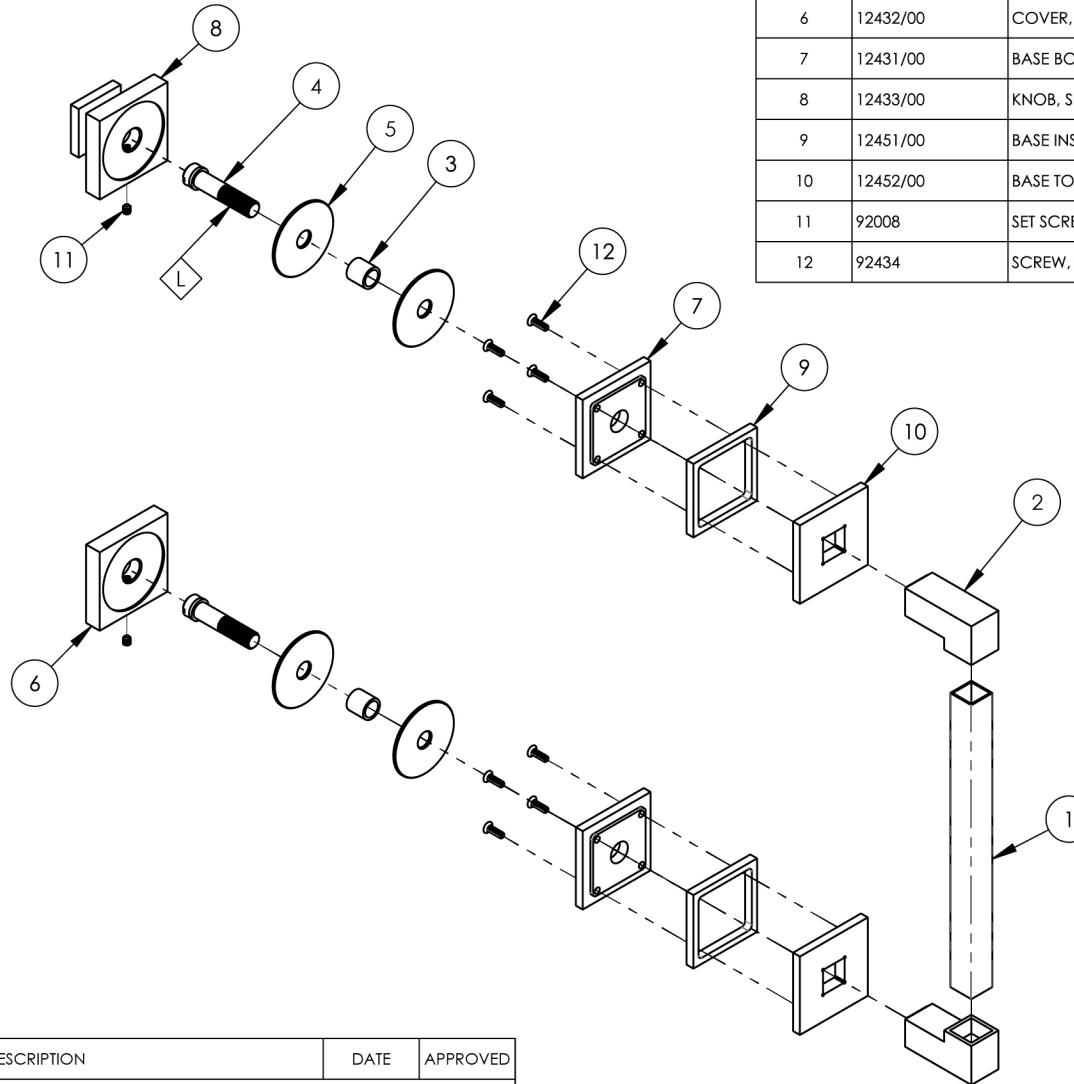 6 12432/00 COVER,
7 12431/00 BASE BO
8 12433/00 KNOB, S
9 12451/00 BASE INS
10 12452/00 BASE TO
11 92008 SET SCRE
12 92434 SCREW,
8
4
5
3
11
L
12
7
9
10
2
6
1
ESCRIPTION DATE APPROVED